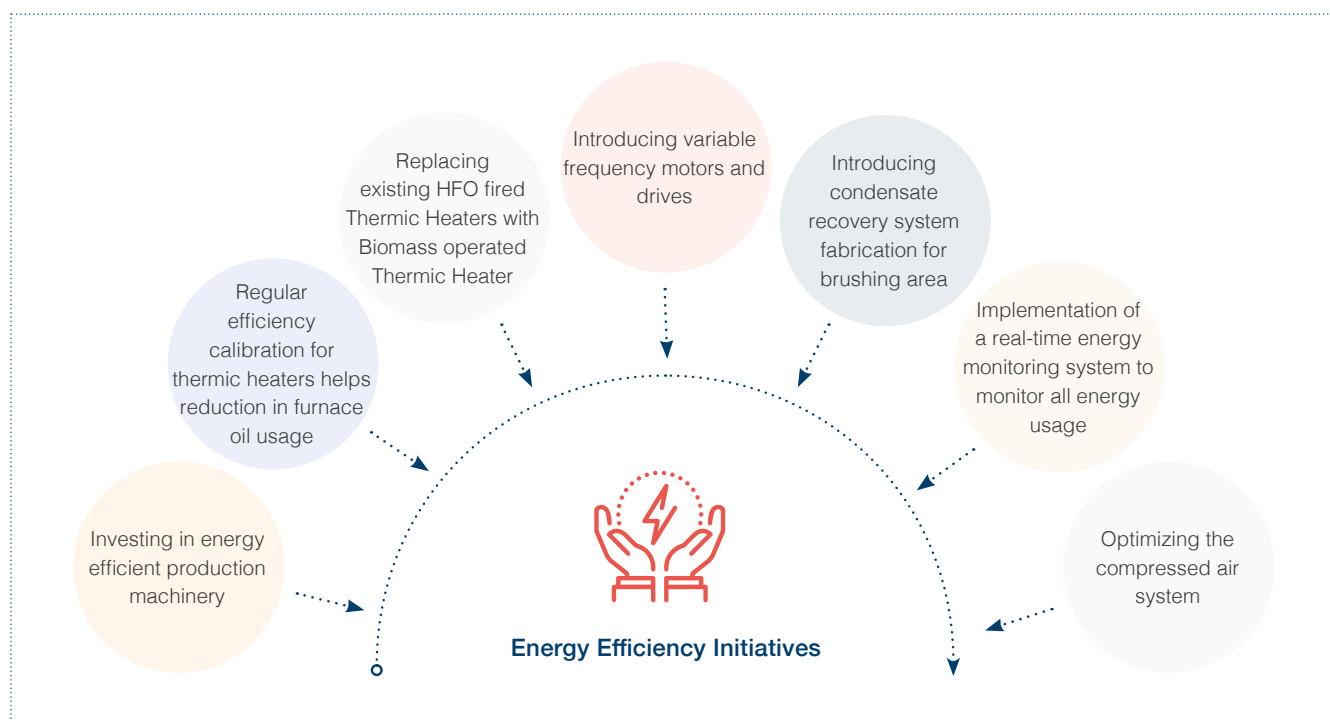 Investing in energy
efficient production
machinery
Regular
efficiency
calibration for
thermic heaters helps
reduction in furnace
oil usage
Replacing
existing HFO fired
Thermic Heaters with
Biomass operated
Thermic Heater
Introducing variable
frequency motors and
drives
Introducing
condensate
recovery system
fabrication for
brushing area
Implementation of
a real-time energy
monitoring system to
monitor all energy
usage
Optimizing the
compressed air
system
Energy Efficiency Initiatives